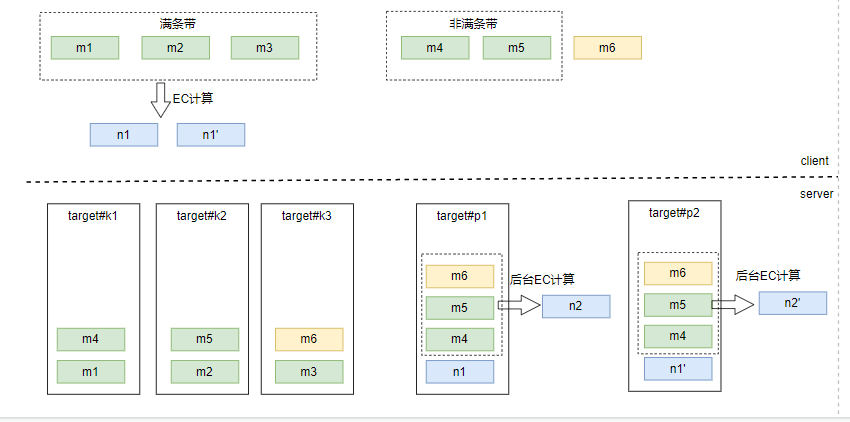 满条带
m1
m2
m3
非满条带
m4
m5
m6
EC计算
n1
n1'
client
server
target#k1
m4
m1
target#k2
m5
m2
target#k3
m6
m3
target#p1
m6
m5
m4
n1
后台EC计算
n2
target#p2
m6
m5
m4
n1'
后台EC计算
n2'